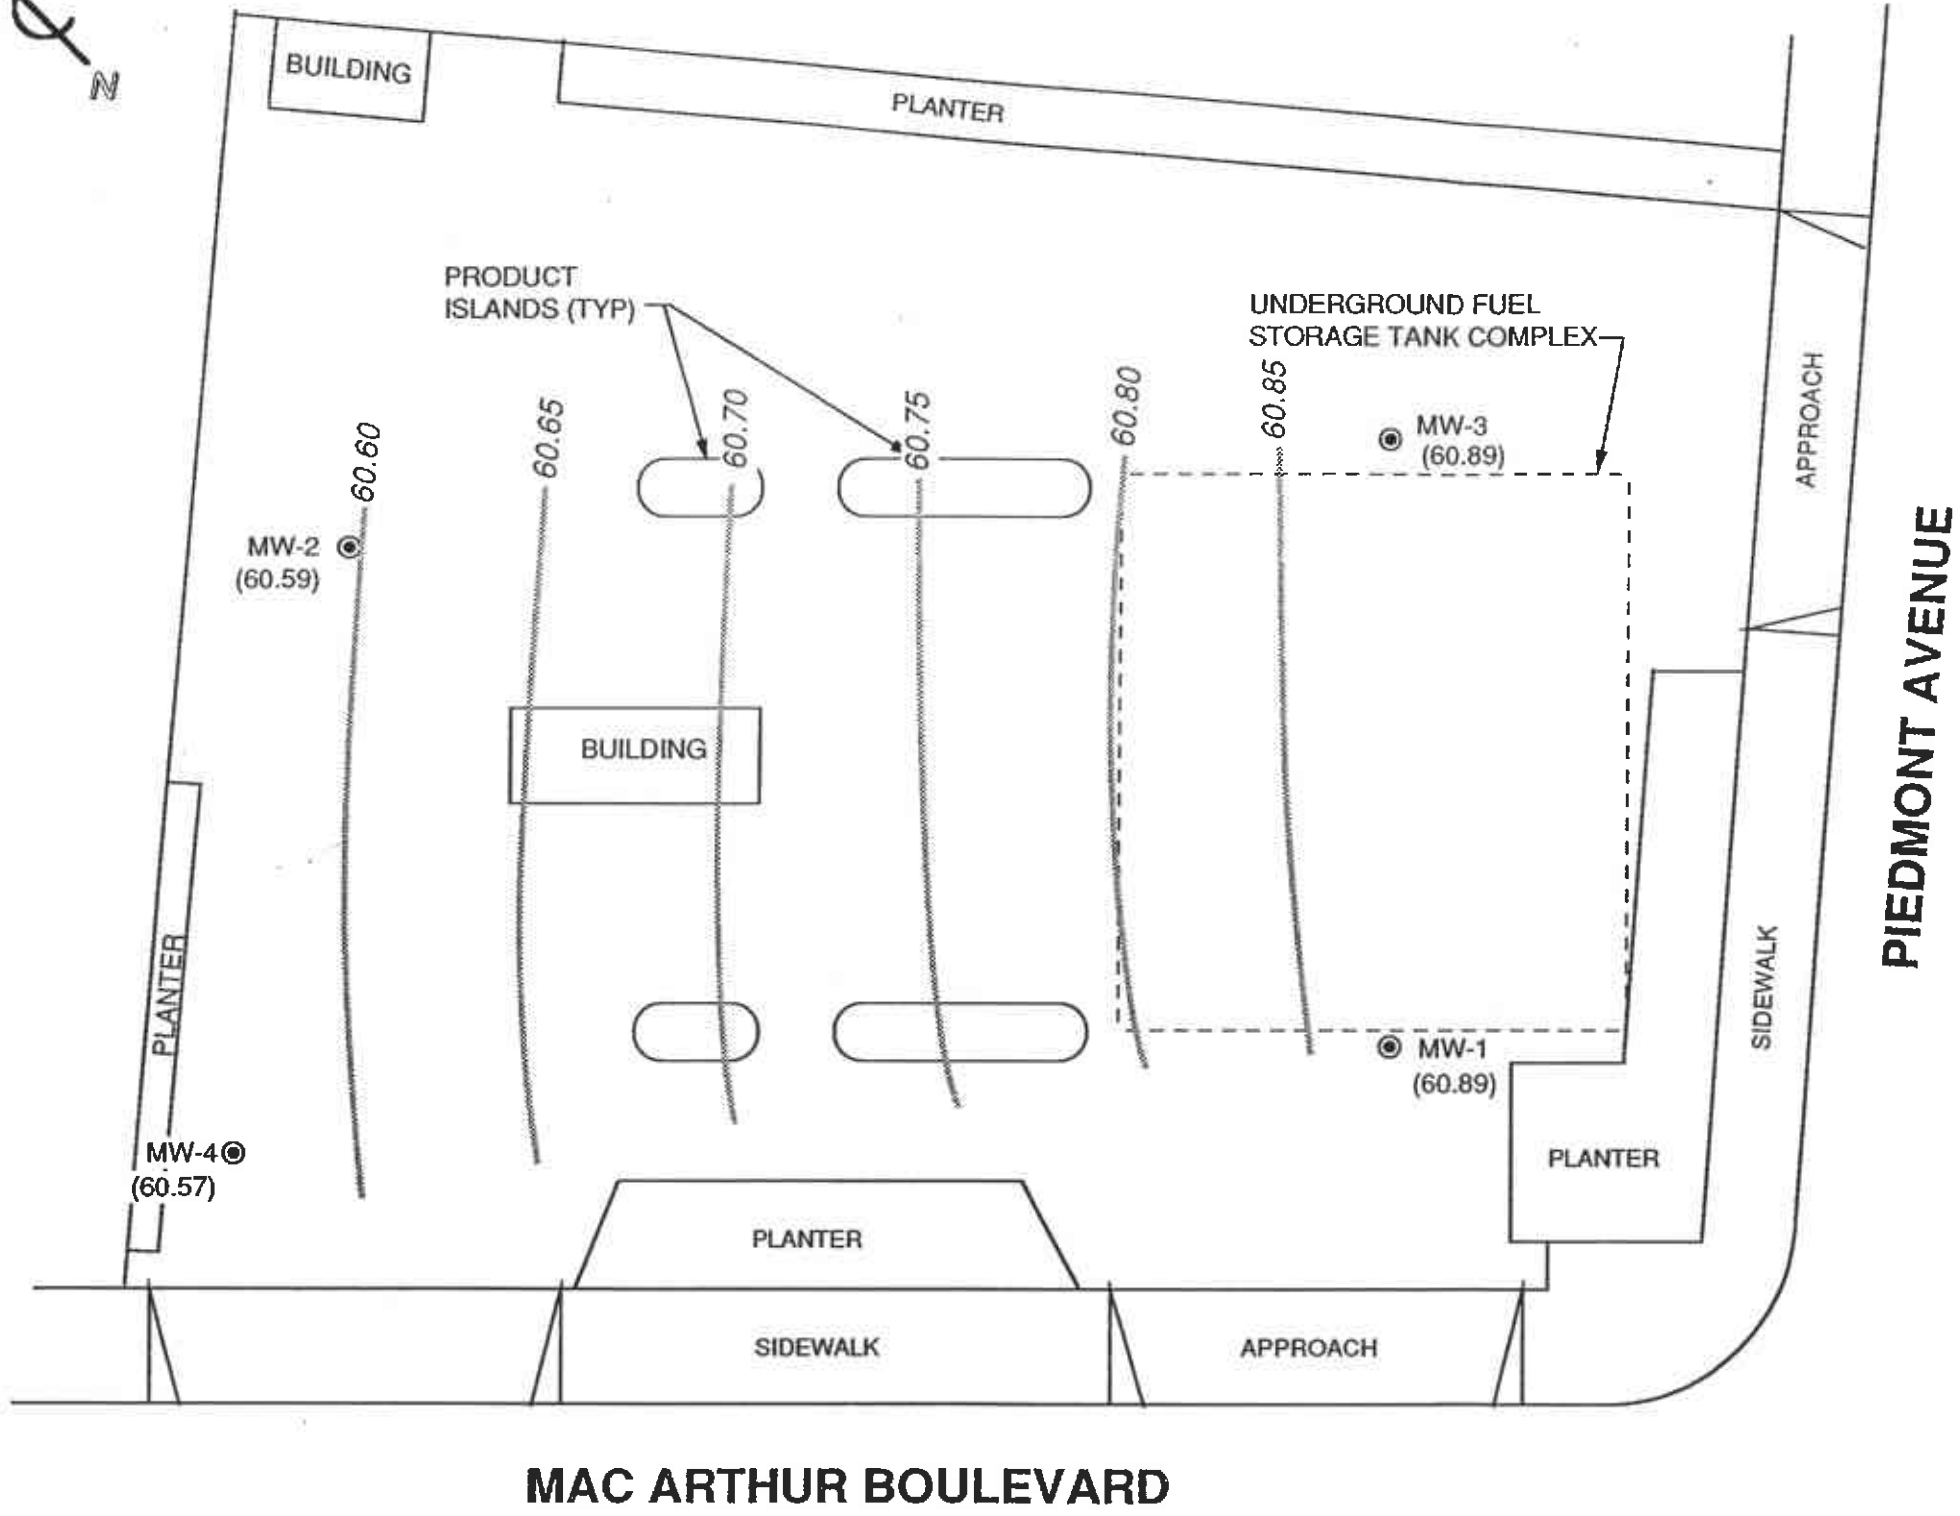 N
BUILDING
PLANTER
PRODUCT
ISLANDS (TYP)
UNDERGROUND FUEL
STORAGE TANK COMPLEX
60.60
60.65
60.70
60.75
60.80
60.85
MW-3
(60.89)
APPROACH
MW-2
(60.59)
PIEDMONT AVENUE
BUILDING
PLANTER
SIDEWALK
MW-1
(60.89)
MW-4
(60.57)
PLANTER
PLANTER
SIDEWALK
APPROACH
MAC ARTHUR BOULEVARD